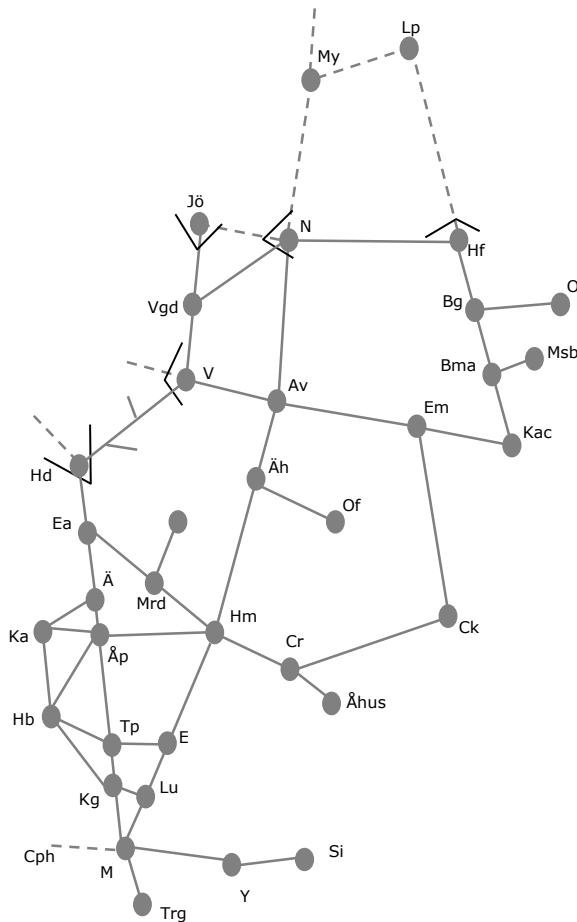 Lp
My
Jö
N
Hf
O
Bg
Vgd
Msb
Bma
V
Av
Em
Kac
Äh
Hd
Of
Ea
Ä
Mrd
Hm
Ck
Ka
Åp
Cr
Åhus
Hb
Tp
E
Kg
Lu
Cph
M
Si
Y
Trg